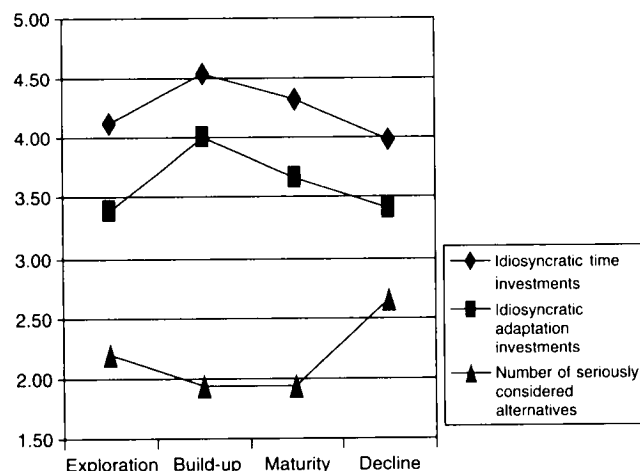 5.00
4.50
4.00
3.50
3.00
2.50
2.00
1.50
Exploration Build-up Maturity Decline
Idiosyncratic time
investments
Idiosyncratic
adaptation
investments
Number of seriously
considered
alternatives